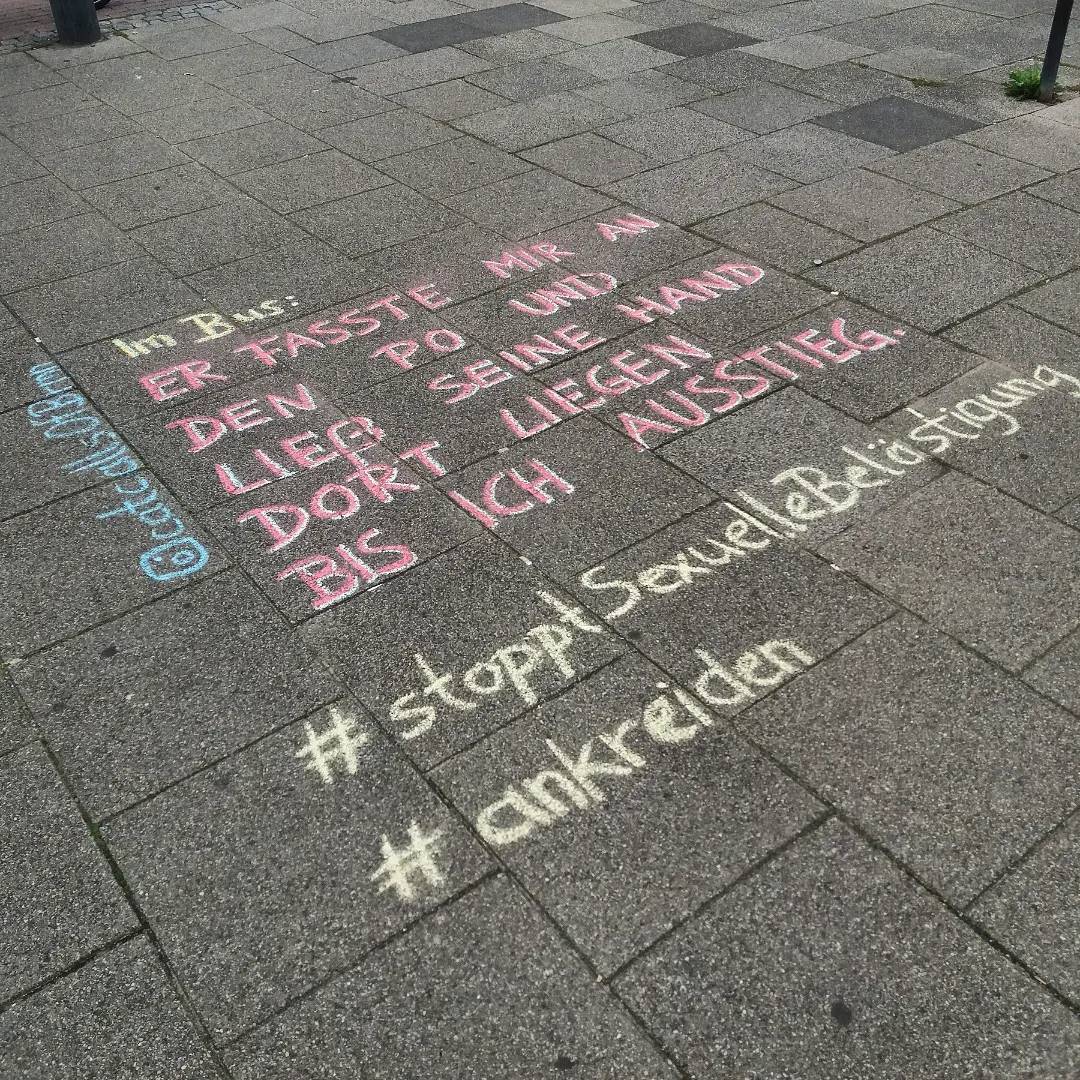 Im Bus:
ER FASSTE MIR AN
DEN PO UND
LIEß SEINE HAND
DORT LIEGEN
BIS ICH AUSSTIEG.
#stopptSexuelleBelästigung
#ankreiden